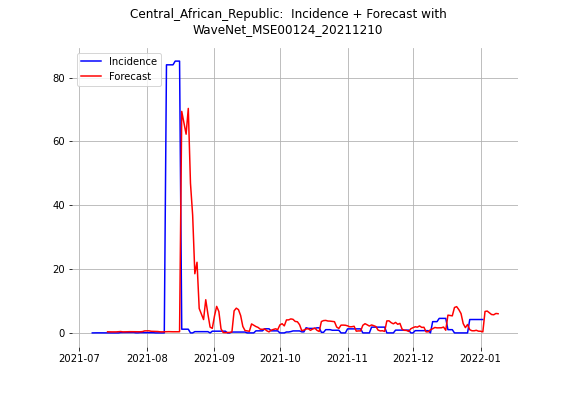 Central_African_Republic:  Incidence + Forecast with
WaveNet_MSE00124_20211210
Incidence
Forecast
80
60
40
20
0
2021-07 2021-08 2021-09 2021-10 2021-11 2021-12 2022-01